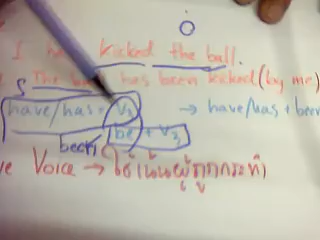 I have kicked the ball.
S The ball has been kicked (by me)
have/has + V3 → have/has + been
be + V3
been
Voice → ใช้เน้นผู้ถูกกระทำ